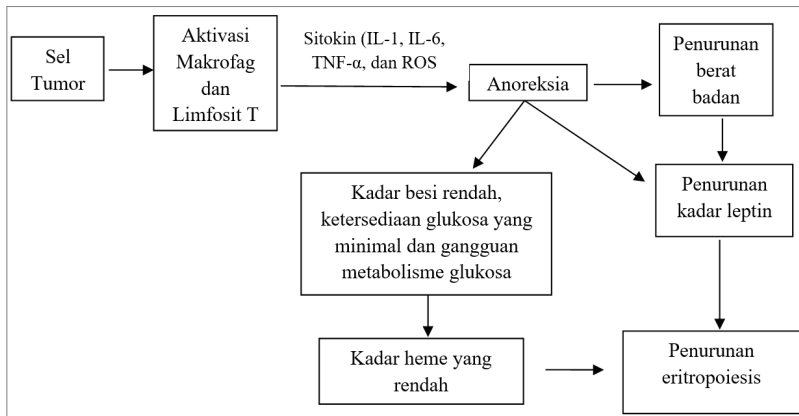 Sel
Tumor
Aktivasi
Makrofag
dan
Limfosit T
Sitokin (IL-1, IL-6,
TNF-α, dan ROS
Anoreksia
Penurunan
berat
badan
Kadar besi rendah,
ketersediaan glukosa yang
minimal dan gangguan
metabolisme glukosa
Penurunan
kadar leptin
Kadar heme yang
rendah
Penurunan
eritropoiesis